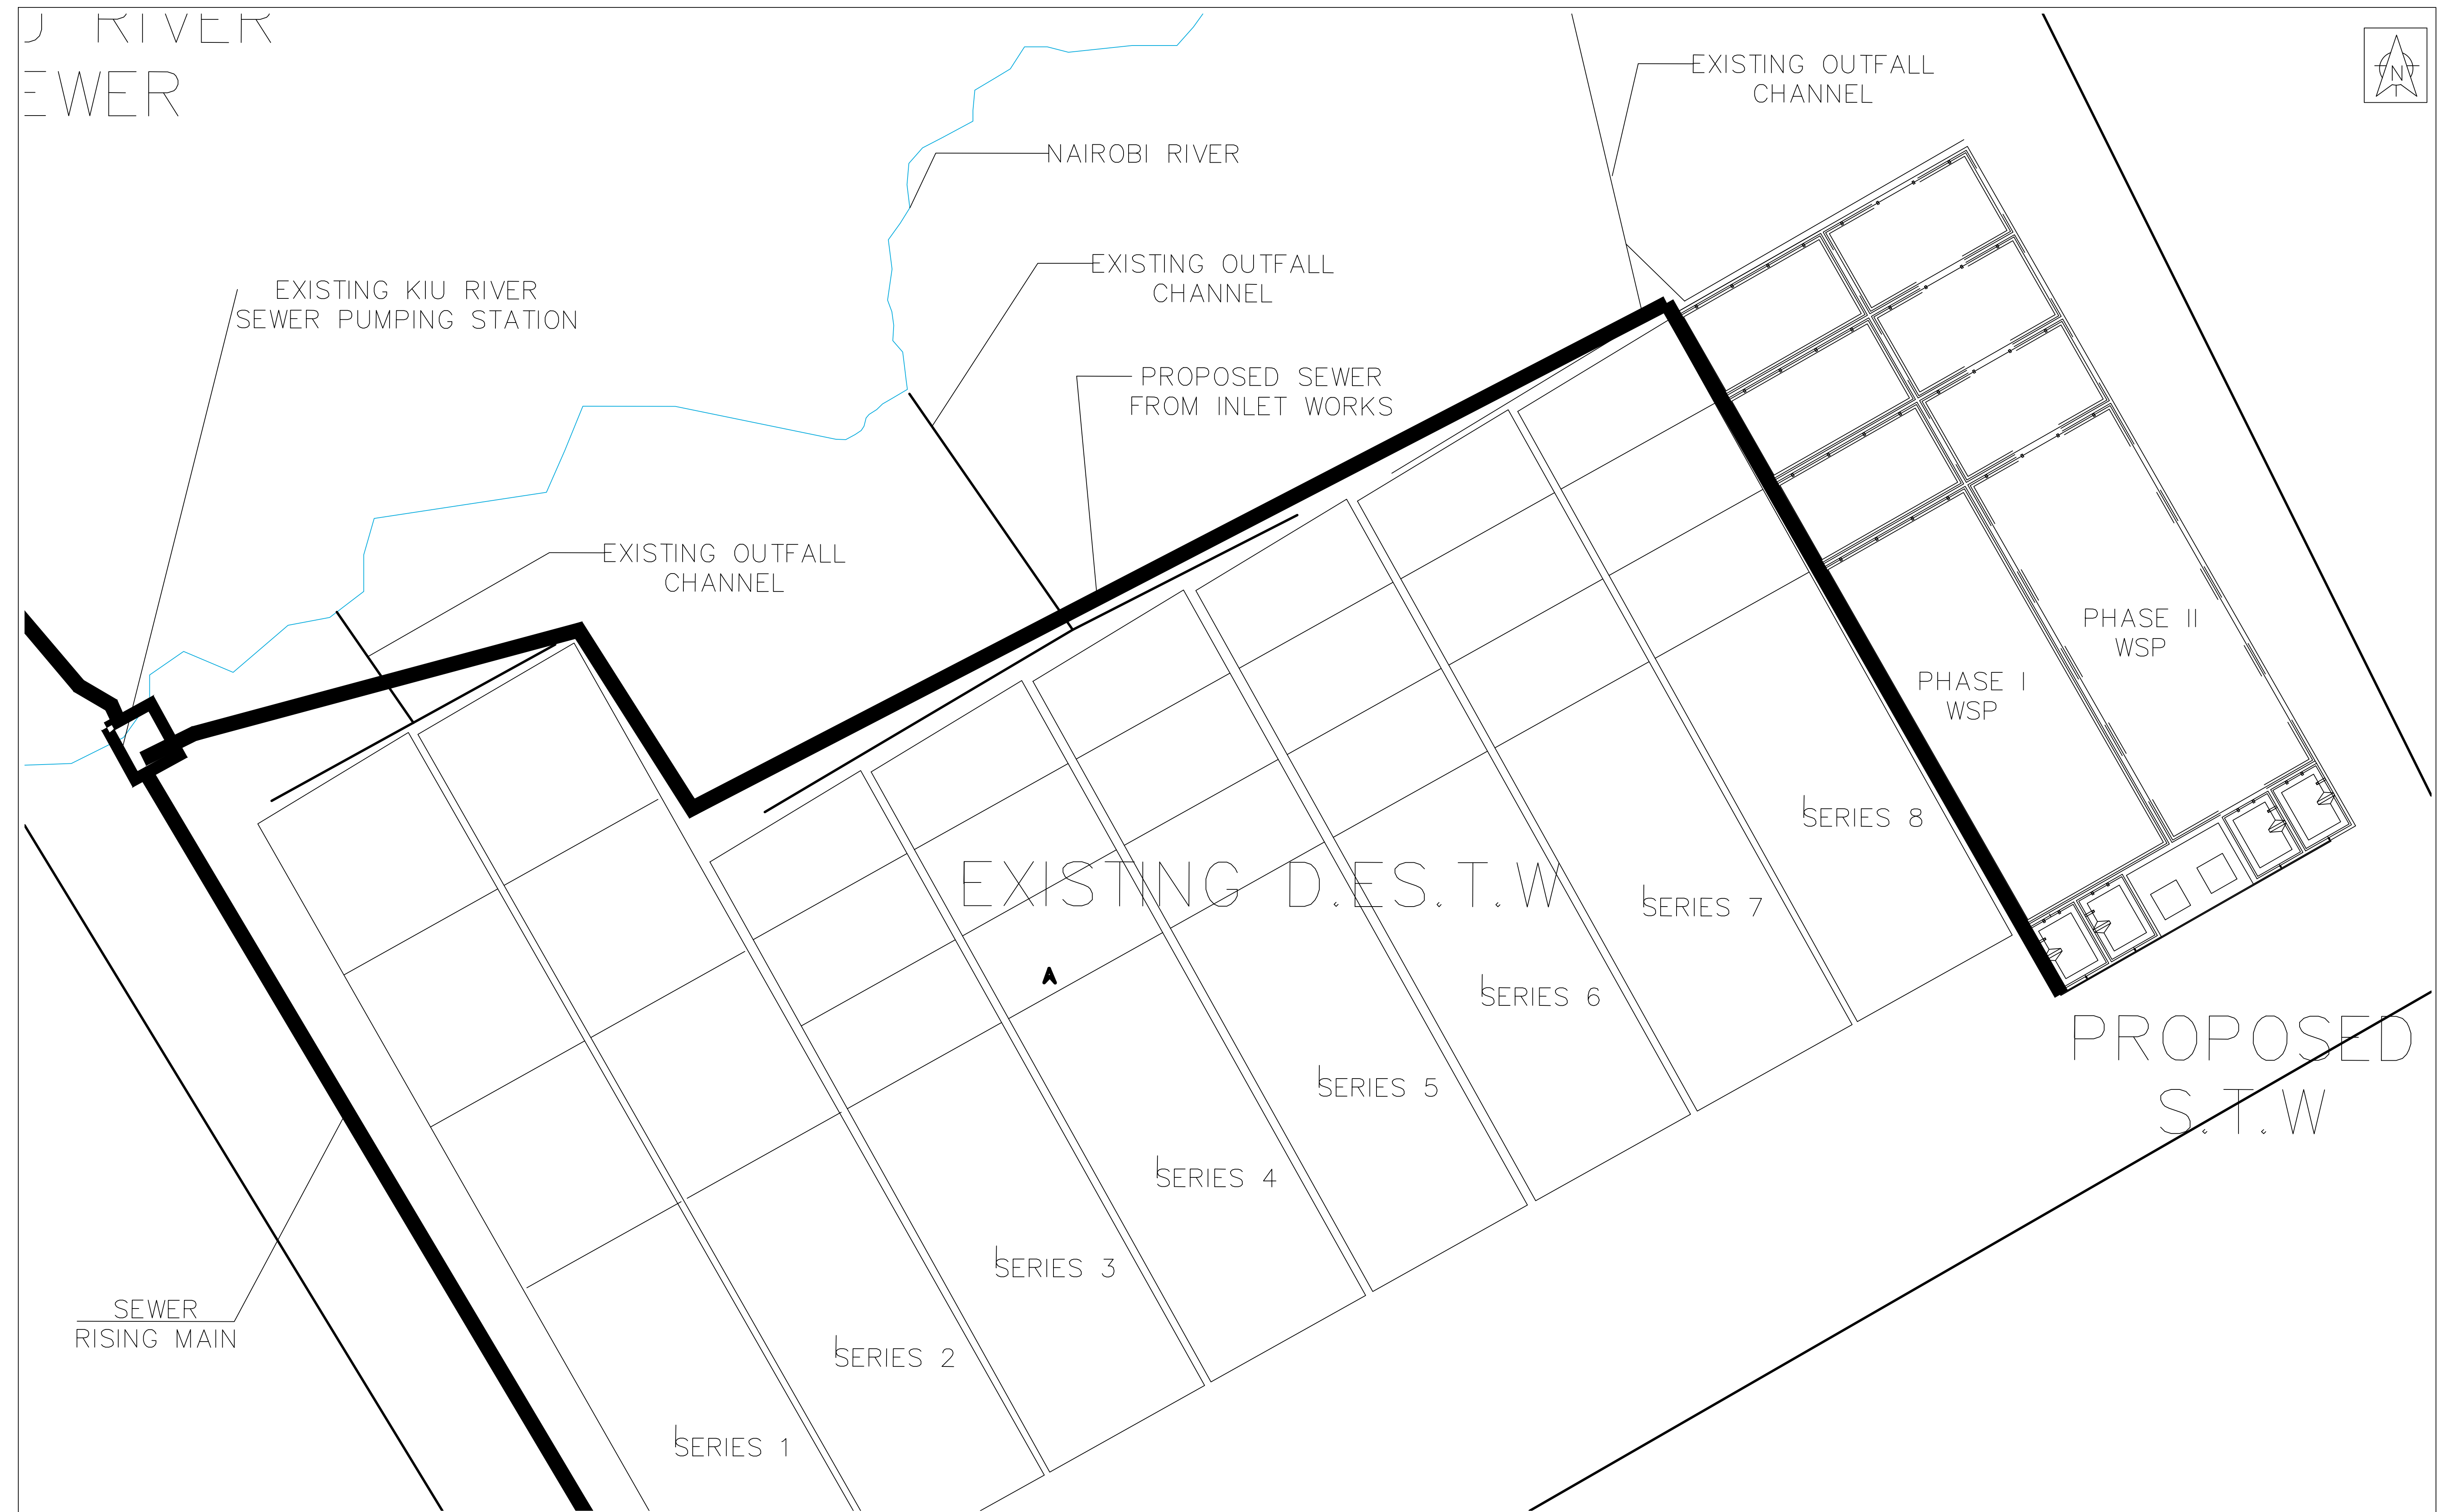 RIVER
EWER
N
EXISTING OUTFALL
CHANNEL
NAIROBI RIVER
EXISTING OUTFALL
CHANNEL
EXISTING KIU RIVER
SEWER PUMPING STATION
PROPOSED SEWER
FROM INLET WORKS
EXISTING OUTFALL
CHANNEL
PHASE II
WSP
PHASE I
WSP
SERIES 8
EXISTING D.ES.T.W
SERIES 7
SERIES 6
PROPOSED
S.T.W
SERIES 5
SERIES 4
SERIES 3
SEWER
RISING MAIN
SERIES 2
SERIES 1